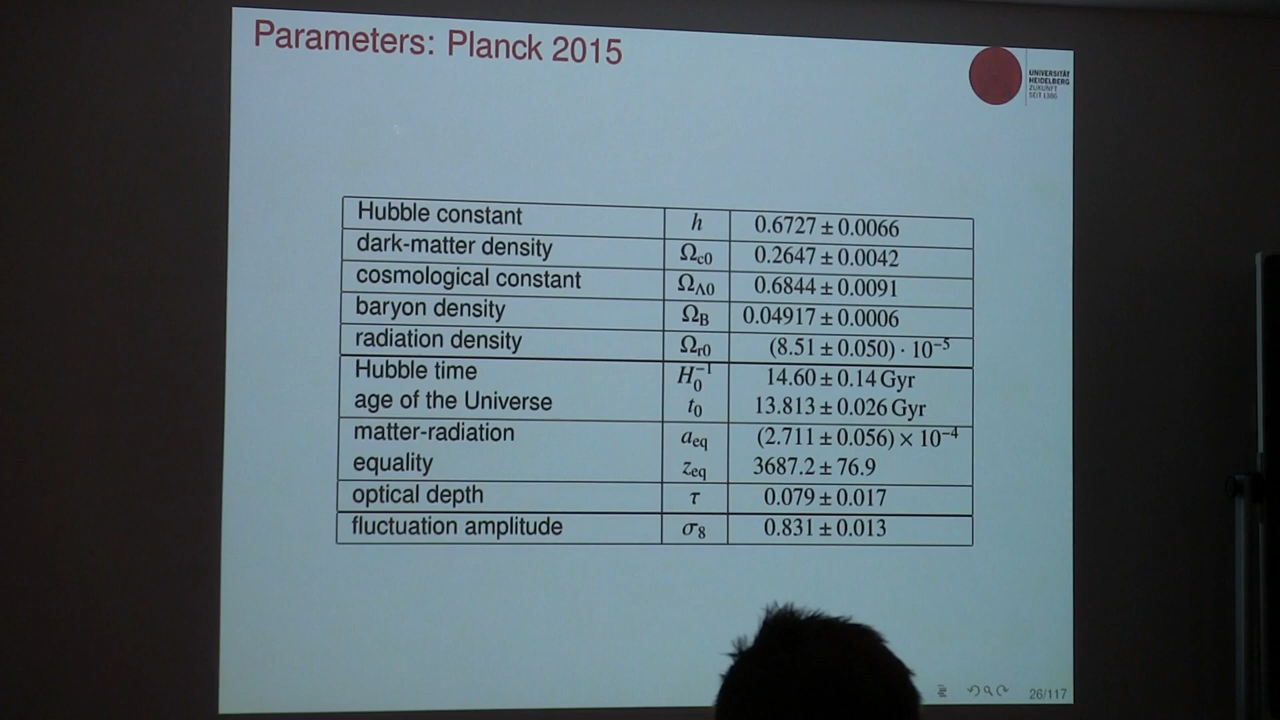 Parameters: Planck 2015
UNIVERSITÄT
HEIDELBERG
ZUKUNFT
SEIT 1386
Hubble constant h 0.6727 ± 0.0066
dark-matter density Ωc0 0.2647 ± 0.0042
cosmological constant ΩΛ0 0.6844 ± 0.0091
baryon density ΩB 0.04917 ± 0.0006
radiation density Ωr0 (8.51 ± 0.050) · 10⁻⁵
Hubble time H₀⁻¹ 14.60 ± 0.14 Gyr
age of the Universe t₀ 13.813 ± 0.026 Gyr
matter-radiation aeq (2.711 ± 0.056) × 10⁻⁴
equality zeq 3687.2 ± 76.9
optical depth τ 0.079 ± 0.017
fluctuation amplitude σ₈ 0.831 ± 0.013
26/117